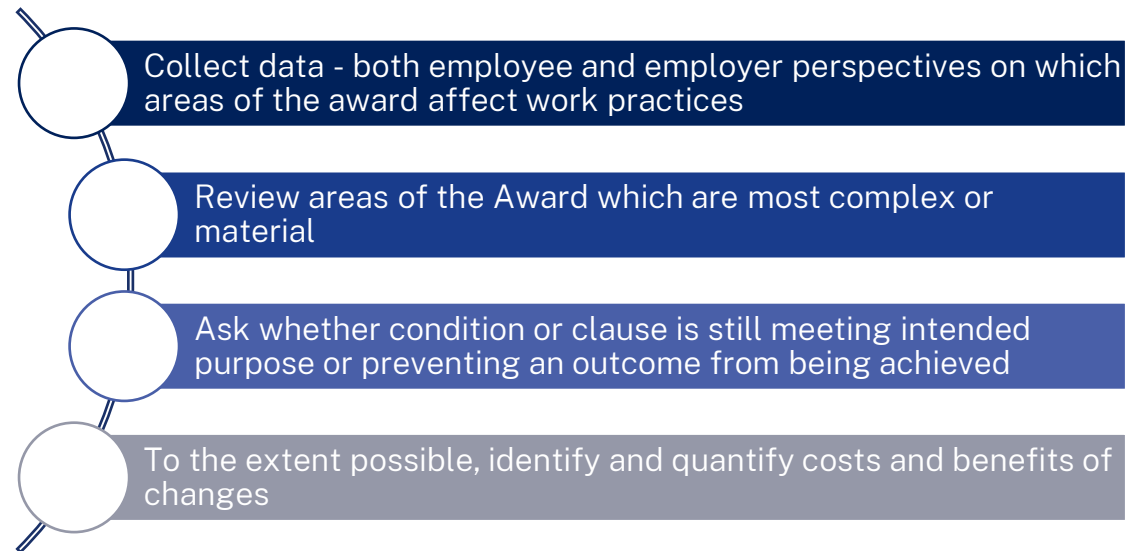 Collect data - both employee and employer perspectives on which
areas of the award affect work practices
Review areas of the Award which are most complex or
material
Ask whether condition or clause is still meeting intended
purpose or preventing an outcome from being achieved
To the extent possible, identify and quantify costs and benefits of
changes